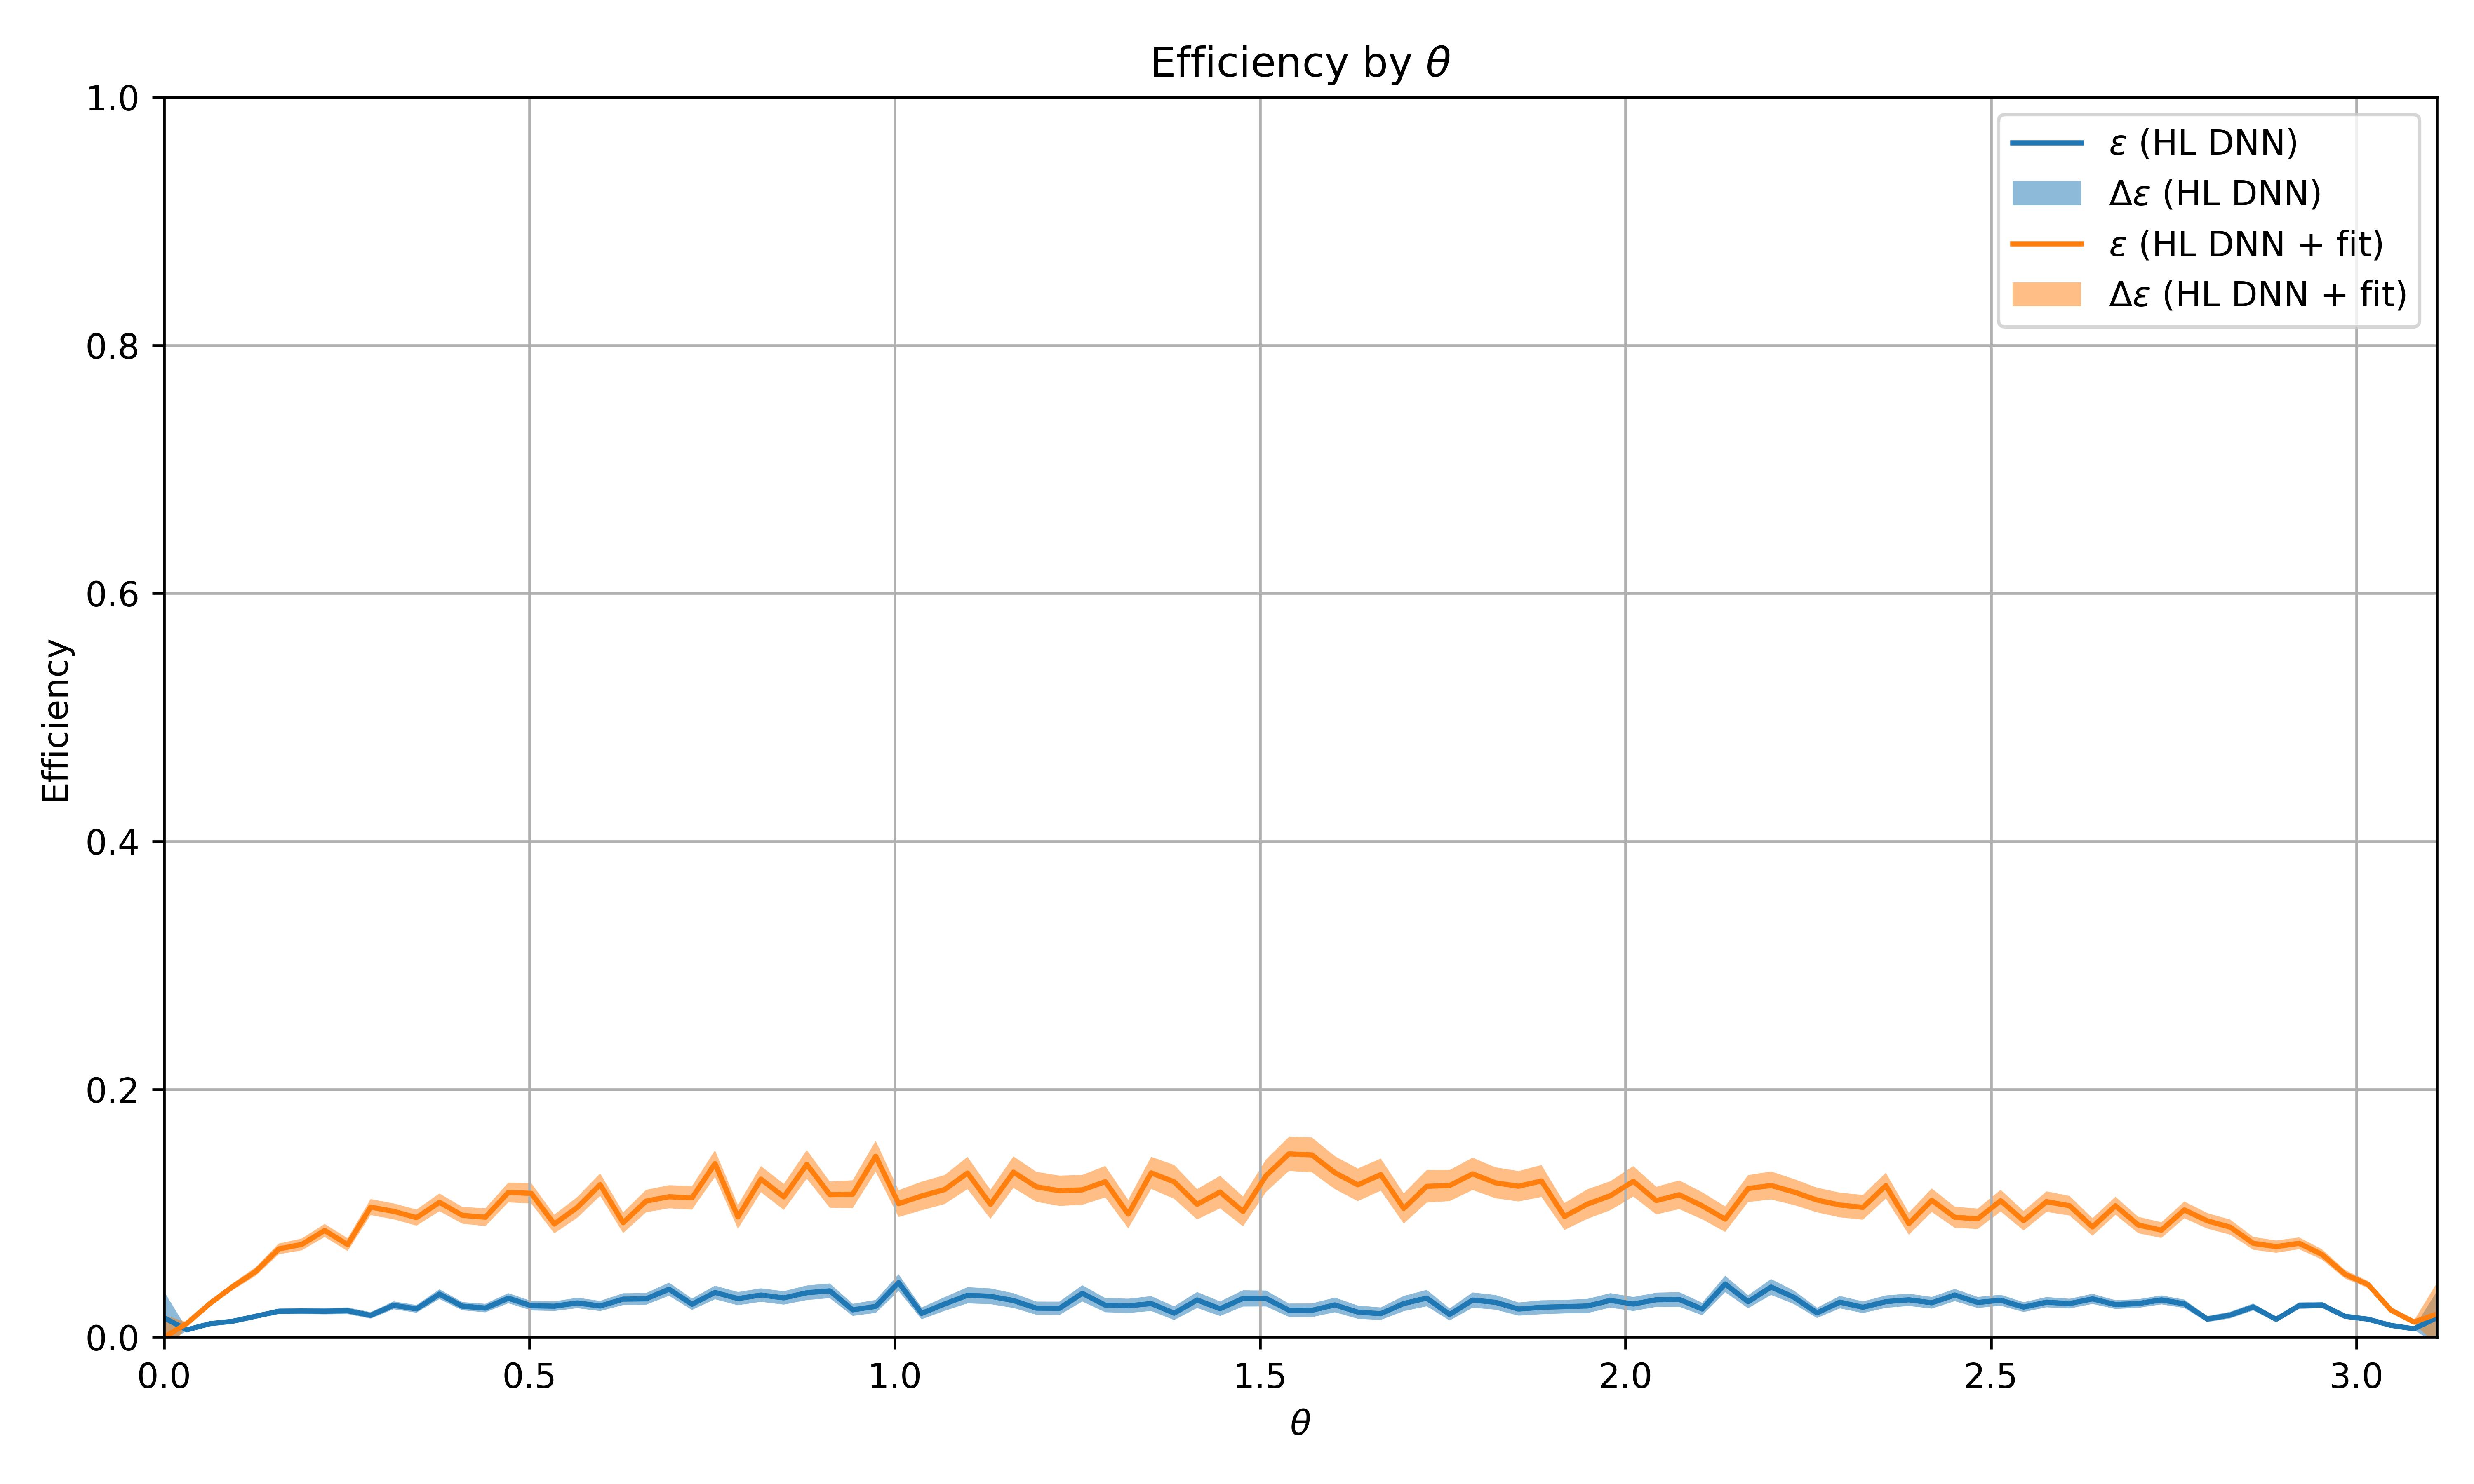 Efficiency by θ
1.0
0.8
0.6
0.4
0.2
0.0
Efficiency
ε (HL DNN)
Δε (HL DNN)
ε (HL DNN + fit)
Δε (HL DNN + fit)
0.0 0.5 1.0 1.5 2.0 2.5 3.0
θ